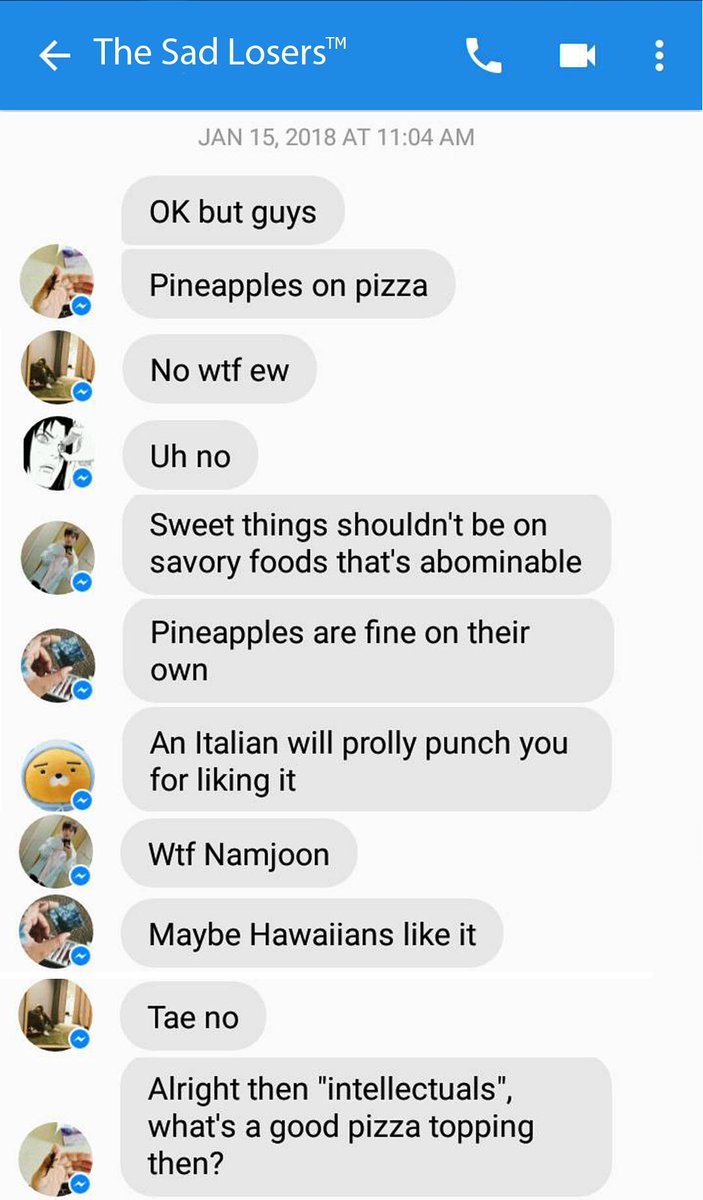 The Sad Losers™
JAN 15, 2018 AT 11:04 AM
OK but guys
Pineapples on pizza
No wtf ew
Uh no
Sweet things shouldn't be on
savory foods that's abominable
Pineapples are fine on their
own
An Italian will prolly punch you
for liking it
Wtf Namjoon
Maybe Hawaiians like it
Tae no
Alright then "intellectuals",
what's a good pizza topping
then?